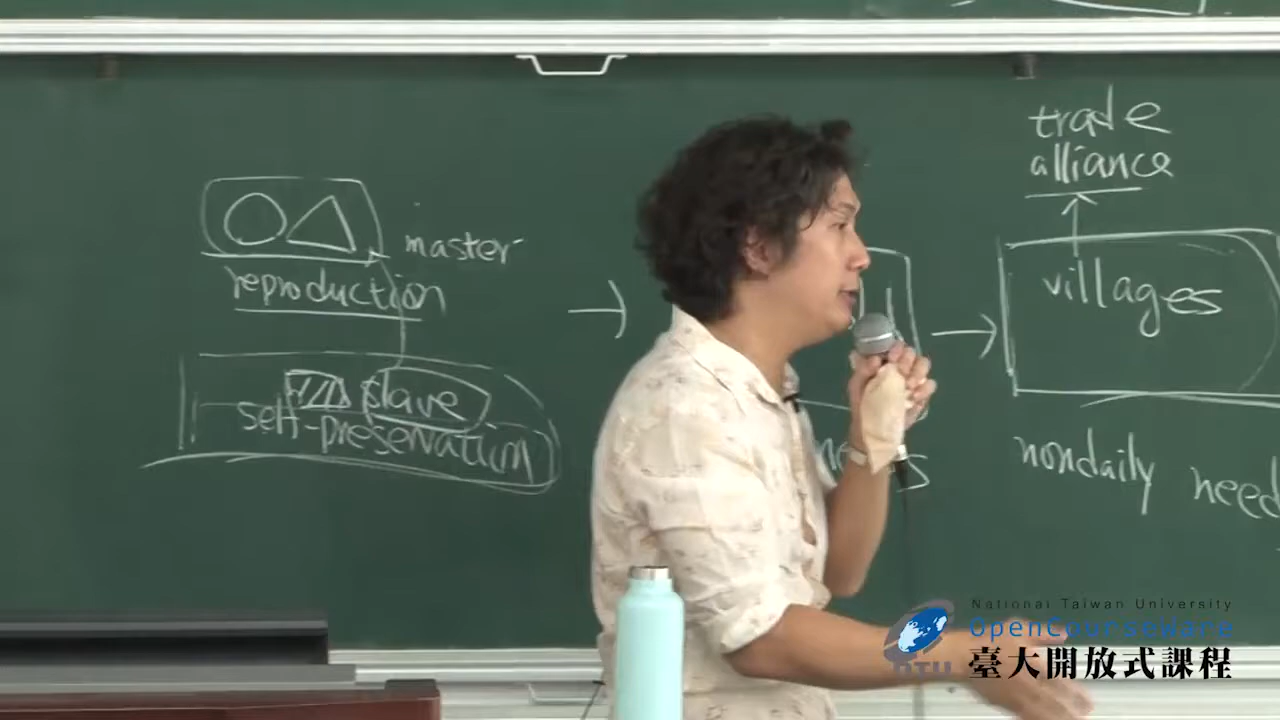 trade
alliance
master
reproduction
villages
slave
self-preservation
nondaily need
National Taiwan University
OpenCourseWare
臺大開放式課程
NTU